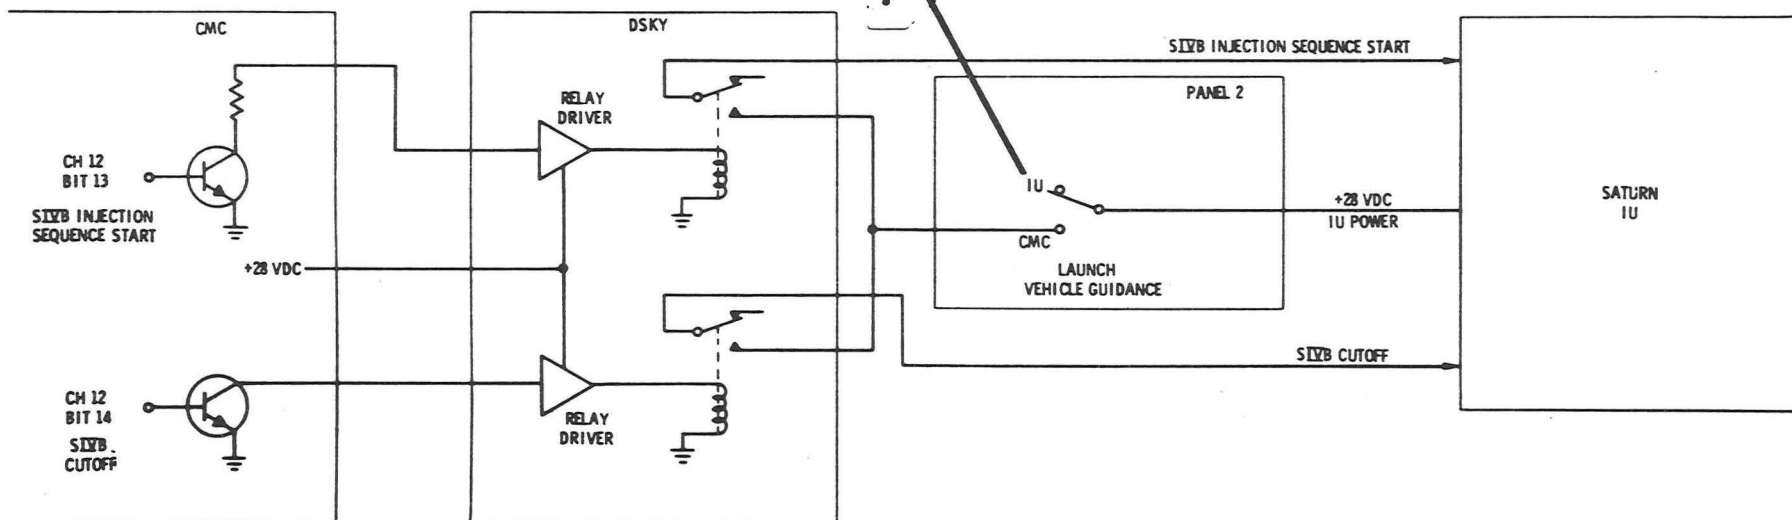 CMC
DSKY
SIVB INJECTION SEQUENCE START
PANEL 2
RELAY
DRIVER
CH 12
BIT 13
SIVB INJECTION
SEQUENCE START
IU
+28 VDC
IU POWER
SATURN
IU
CMC
+28 VDC
LAUNCH
VEHICLE GUIDANCE
SIVB CUTOFF
CH 12
BIT 14
SIVB
CUTOFF
RELAY
DRIVER